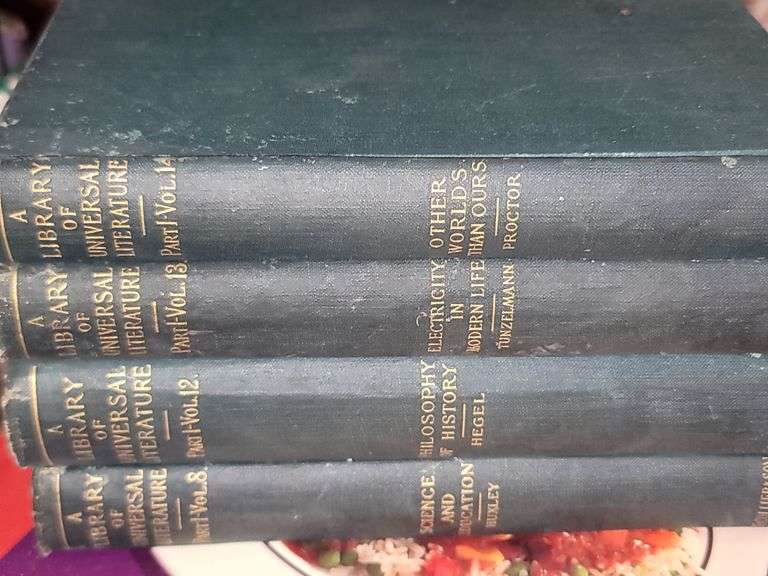 A
LIBRARY
OF
UNIVERSAL
LITERATURE
PART I-VOL.14
OTHER
WORLDS
THAN OURS.
PROCTOR
A
LIBRARY
OF
UNIVERSAL
LITERATURE
PART I-VOL.13
ELECTRICITY
IN
MODERN LIFE
TUNZELMANN
A
LIBRARY
OF
UNIVERSAL
LITERATURE
PART I-VOL.12.
PHILOSOPHY
OF HISTORY
HEGEL
A
LIBRARY
OF
UNIVERSAL
LITERATURE
PART I-VOL.8.
SCIENCE
AND
EDUCATION
HUXLEY